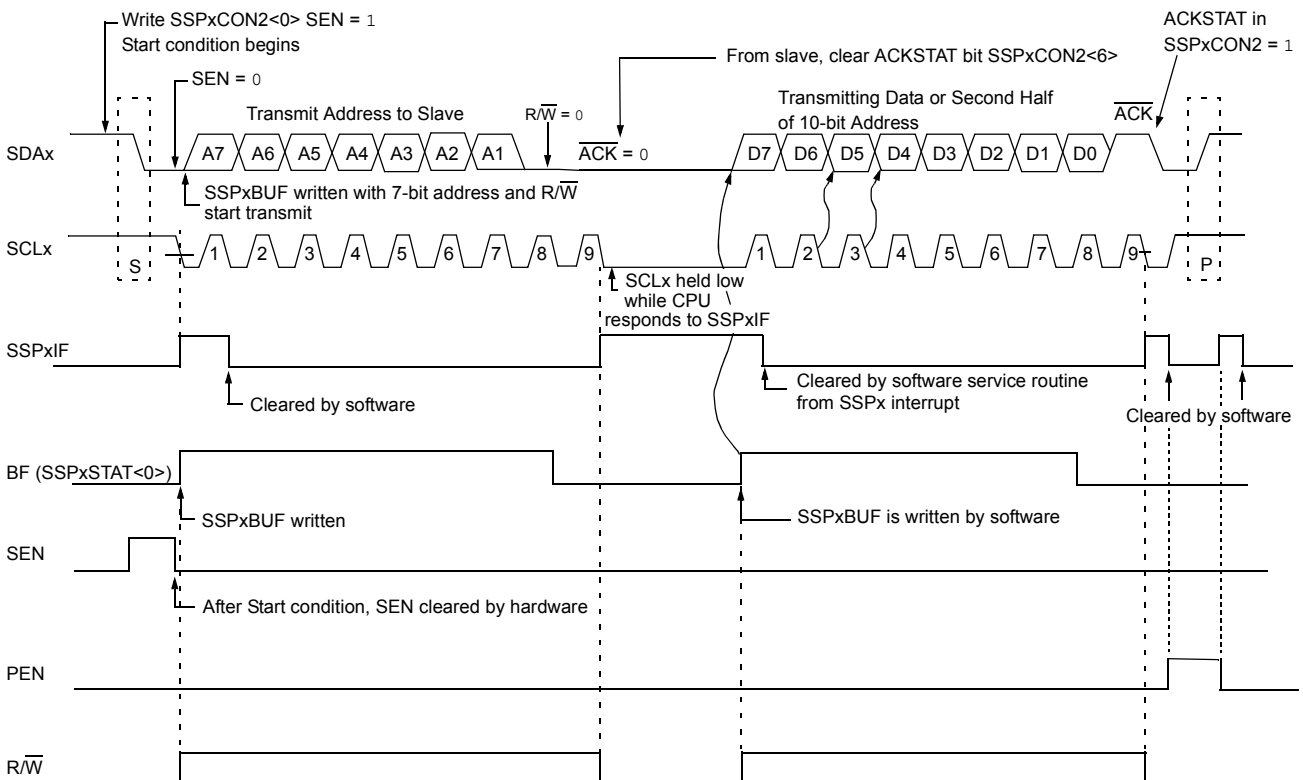 Write SSPxCON2<0> SEN = 1
Start condition begins
ACKSTAT in
SSPxCON2 = 1
From slave, clear ACKSTAT bit SSPxCON2<6>
SEN = 0
Transmit Address to Slave
R/W̅ = 0
Transmitting Data or Second Half
of 10-bit Address
A̅C̅K̅
SDAx
A7 A6 A5 A4 A3 A2 A1
A̅C̅K̅ = 0
D7 D6 D5 D4 D3 D2 D1 D0
SSPxBUF written with 7-bit address and R/W̅
start transmit
SCLx
S
1 2 3 4 5 6 7 8 9
1 2 3 4 5 6 7 8 9
P
SCLx held low
while CPU
responds to SSPxIF
SSPxIF
Cleared by software
Cleared by software service routine
from SSPx interrupt
Cleared by software
BF (SSPxSTAT<0>)
SSPxBUF written
SSPxBUF is written by software
SEN
After Start condition, SEN cleared by hardware
PEN
R/W̅